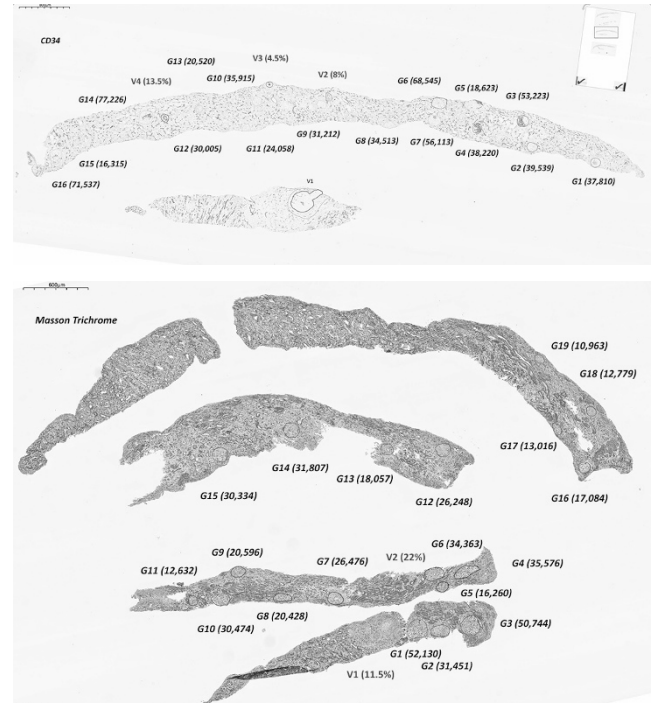 CD34
G13 (20,520)
V3 (4.5%)
G10 (35,915)
V2 (8%)
V4 (13.5%)
G6 (68,545)
G5 (18,623)
G3 (53,223)
G14 (77,226)
G9 (31,212)
G12 (30,005)
G11 (24,058)
G8 (34,513)
G7 (56,113)
G4 (38,220)
G2 (39,539)
G1 (37,810)
G15 (16,315)
G16 (71,537)
V1
600µm
Masson Trichrome
G19 (10,963)
G18 (12,779)
G17 (13,016)
G14 (31,807)
G13 (18,057)
G15 (30,334)
G12 (26,248)
G16 (17,084)
G6 (34,363)
G9 (20,596)
V2 (22%)
G7 (26,476)
G4 (35,576)
G11 (12,632)
G5 (16,260)
G8 (20,428)
G10 (30,474)
G3 (50,744)
G1 (52,130)
G2 (31,451)
V1 (11.5%)